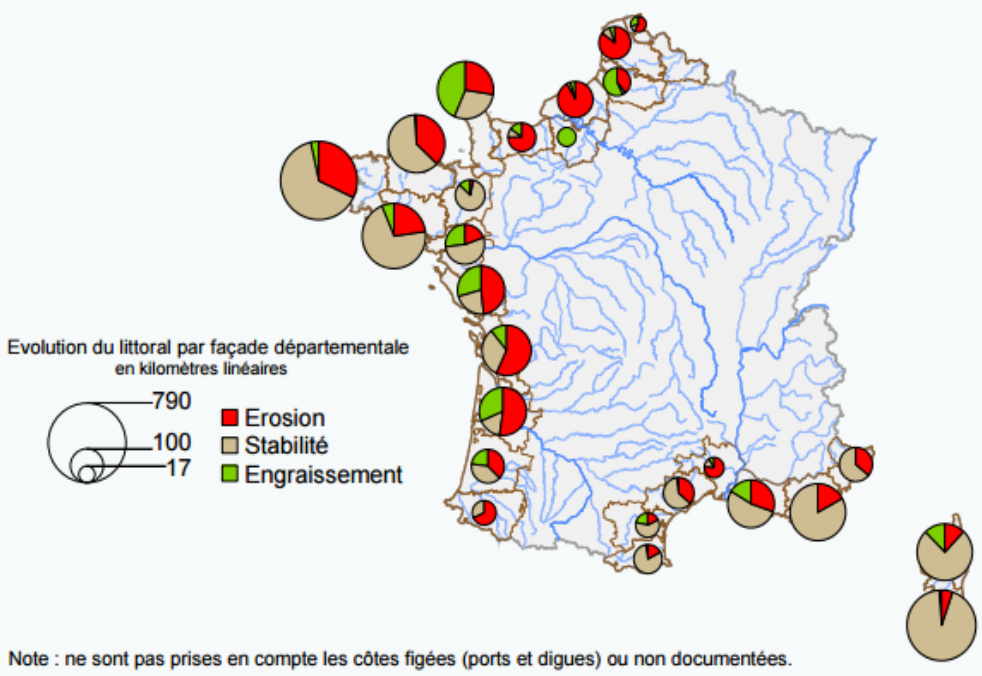 Evolution du littoral par façade départementale
en kilomètres linéaires
790
100
17
Erosion
Stabilité
Engraissement
Note : ne sont pas prises en compte les côtes figées (ports et digues) ou non documentées.